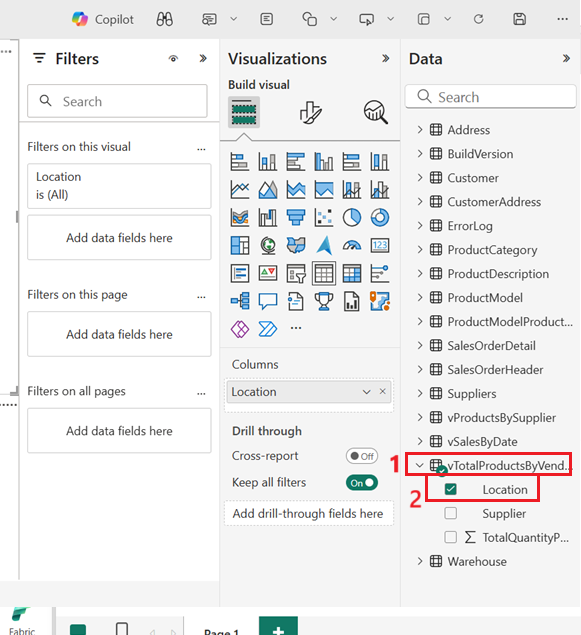 Copilot
Filters
Search
Filters on this visual
Location
is (All)
Add data fields here
Filters on this page
Add data fields here
Filters on all pages
Add data fields here
Visualizations
Build visual
123
Columns
Location
Drill through
Cross-report
Off
Keep all filters
On
Add drill-through fields here
Data
Search
Address
BuildVersion
Customer
CustomerAddress
ErrorLog
ProductCategory
ProductDescription
ProductModel
ProductModelProduct...
SalesOrderDetail
SalesOrderHeader
Suppliers
vProductsBySupplier
vSalesByDate
1
vTotalProductsByVend...
2
Location
Supplier
TotalQuantityP...
Warehouse
Fabric
Page 1